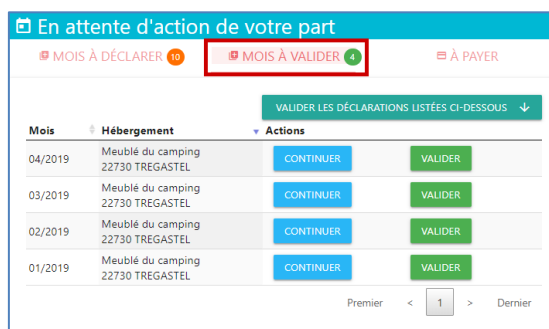 En attente d'action de votre part
MOIS À DÉCLARER 10 MOIS À VALIDER 4 À PAYER
VALIDER LES DÉCLARATIONS LISTÉES CI-DESSOUS
Mois Hébergement Actions
04/2019 Meublé du camping
22730 TREGASTEL CONTINUER VALIDER
03/2019 Meublé du camping
22730 TREGASTEL CONTINUER VALIDER
02/2019 Meublé du camping
22730 TREGASTEL CONTINUER VALIDER
01/2019 Meublé du camping
22730 TREGASTEL CONTINUER VALIDER
Premier < 1 > Dernier